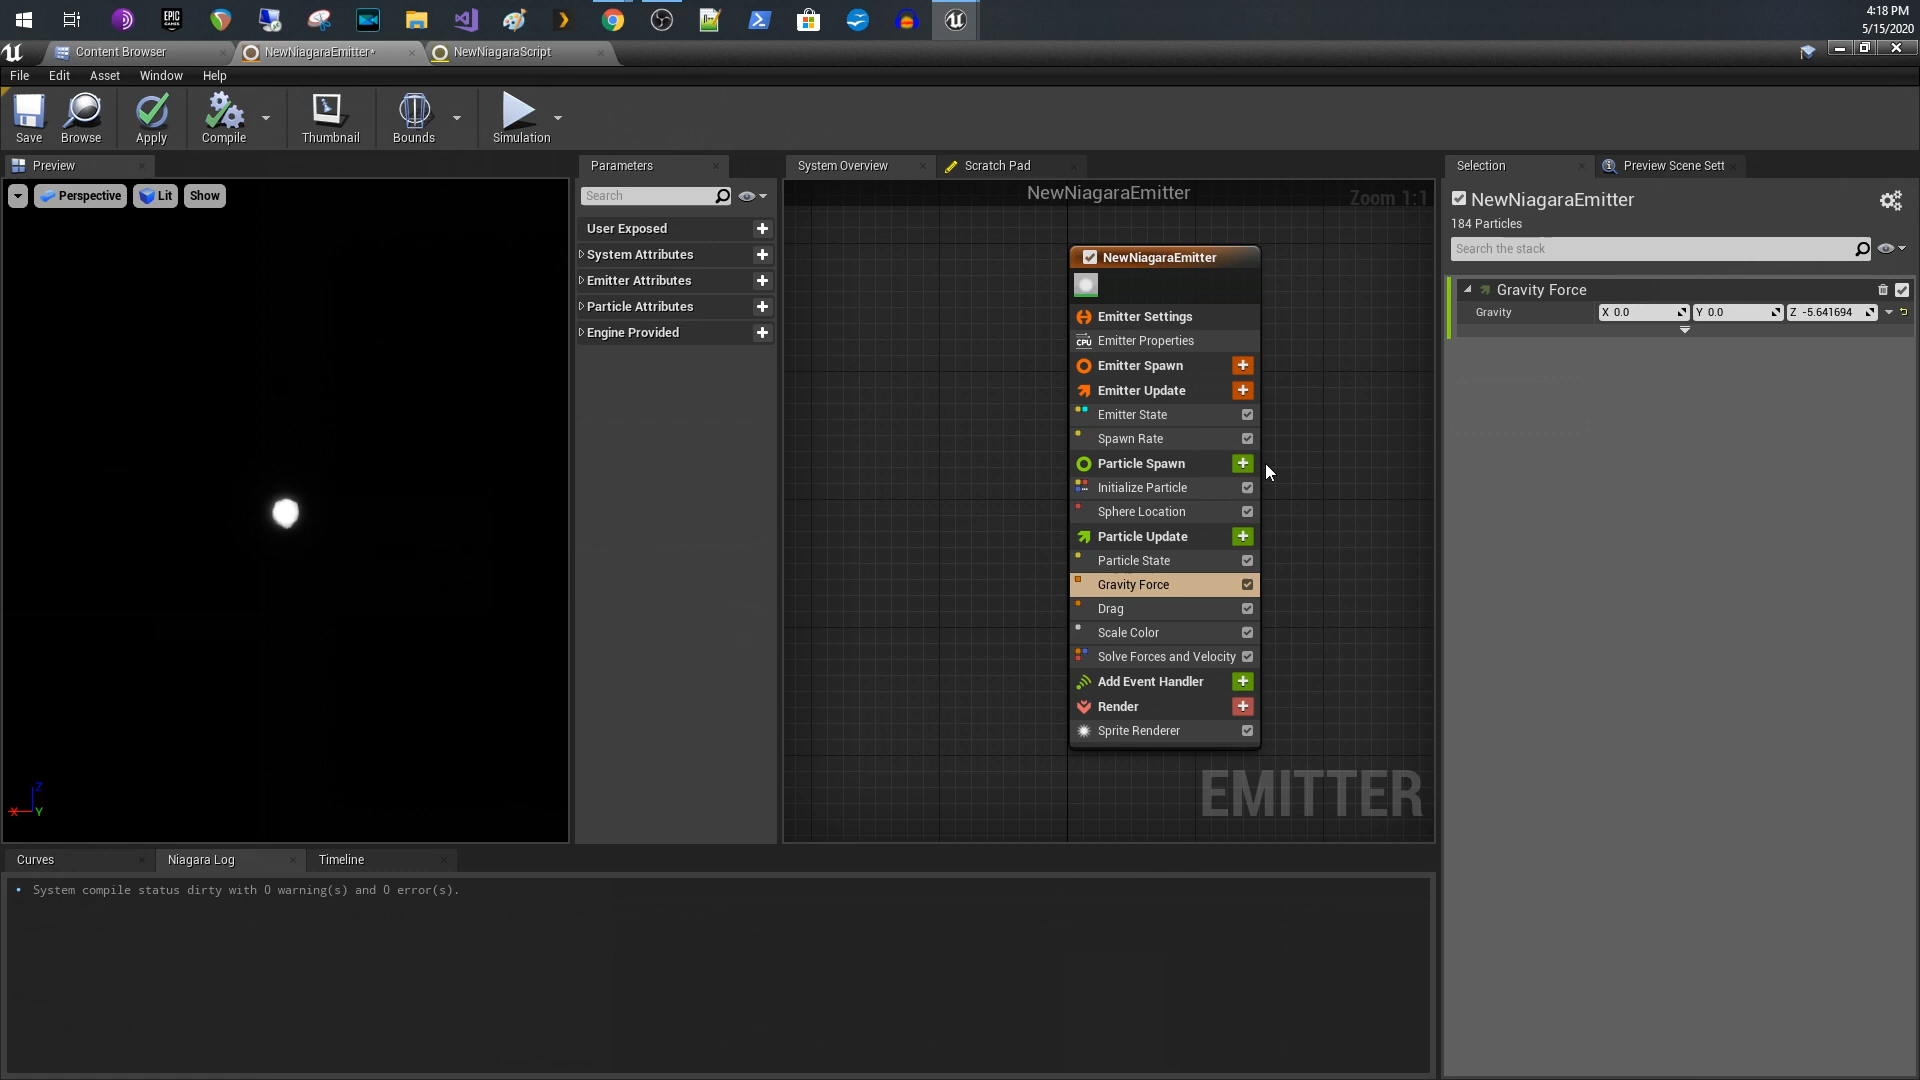 4:18 PM
5/15/2020
EPIC
GAMES
Content Browser
NewNiagaraEmitter*
NewNiagaraScript
File Edit Asset Window Help
Save
Browse
Apply
Compile
Thumbnail
Bounds
Simulation
Preview
Perspective
Lit
Show
Z
X
Y
Parameters
Search
User Exposed
System Attributes
Emitter Attributes
Particle Attributes
Engine Provided
System Overview
Scratch Pad
NewNiagaraEmitter
Zoom 1:1
NewNiagaraEmitter
Emitter Settings
CPU Emitter Properties
Emitter Spawn
Emitter Update
Emitter State
Spawn Rate
Particle Spawn
Initialize Particle
Sphere Location
Particle Update
Particle State
Gravity Force
Drag
Scale Color
Solve Forces and Velocity
Add Event Handler
Render
Sprite Renderer
EMITTER
Selection
Preview Scene Sett
NewNiagaraEmitter
184 Particles
Search the stack
Gravity Force
Gravity X 0.0 Y 0.0 Z -5.641694
Curves
Niagara Log
Timeline
• System compile status dirty with 0 warning(s) and 0 error(s).